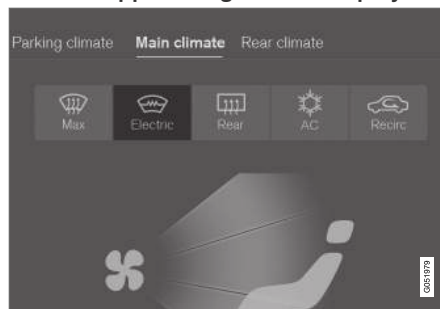 Parking climate Main climate Rear climate
Max Electric Rear AC Recirc
G051979